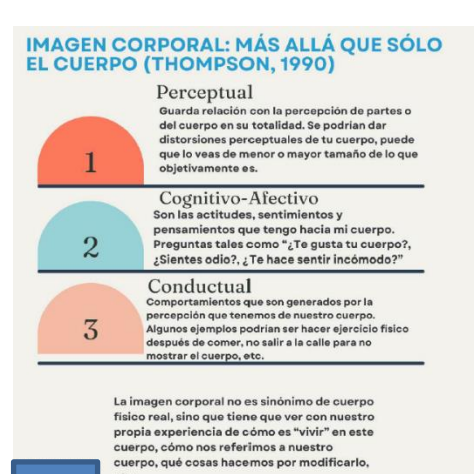 IMAGEN CORPORAL: MÁS ALLÁ QUE SÓLO
EL CUERPO (THOMPSON, 1990)
Perceptual
Guarda relación con la percepción de partes o
del cuerpo en su totalidad. Se podrían dar
distorsiones perceptuales de tu cuerpo, puede
que lo veas de menor o mayor tamaño de lo que
objetivamente es.
1
Cognitivo-Afectivo
Son las actitudes, sentimientos y
pensamientos que tengo hacia mi cuerpo.
Preguntas tales como "¿Te gusta tu cuerpo?,
¿Sientes odio?, ¿Te hace sentir incómodo?"
2
Conductual
Comportamientos que son generados por la
percepción que tenemos de nuestro cuerpo.
Algunos ejemplos podrían ser hacer ejercicio físico
después de comer, no salir a la calle para no
mostrar el cuerpo, etc.
3
La imagen corporal no es sinónimo de cuerpo
físico real, sino que tiene que ver con nuestro
propia experiencia de cómo es "vivir" en este
cuerpo, cómo nos referimos a nuestro
cuerpo, qué cosas hacemos por modificarlo,